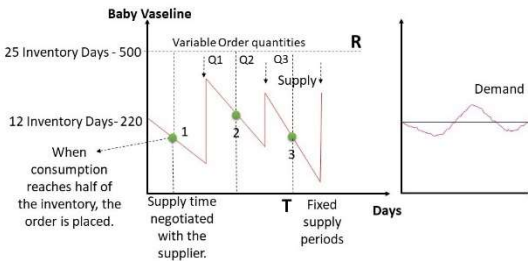 Baby Vaseline
25 Inventory Days - 500
Variable Order quantities
R
Q1
Q2
Q3
Supply
Demand
12 Inventory Days- 220
1
2
3
When
consumption
reaches half of
the inventory, the
order is placed.
Supply time
negotiated
with the
supplier.
T
Fixed
supply
periods
Days